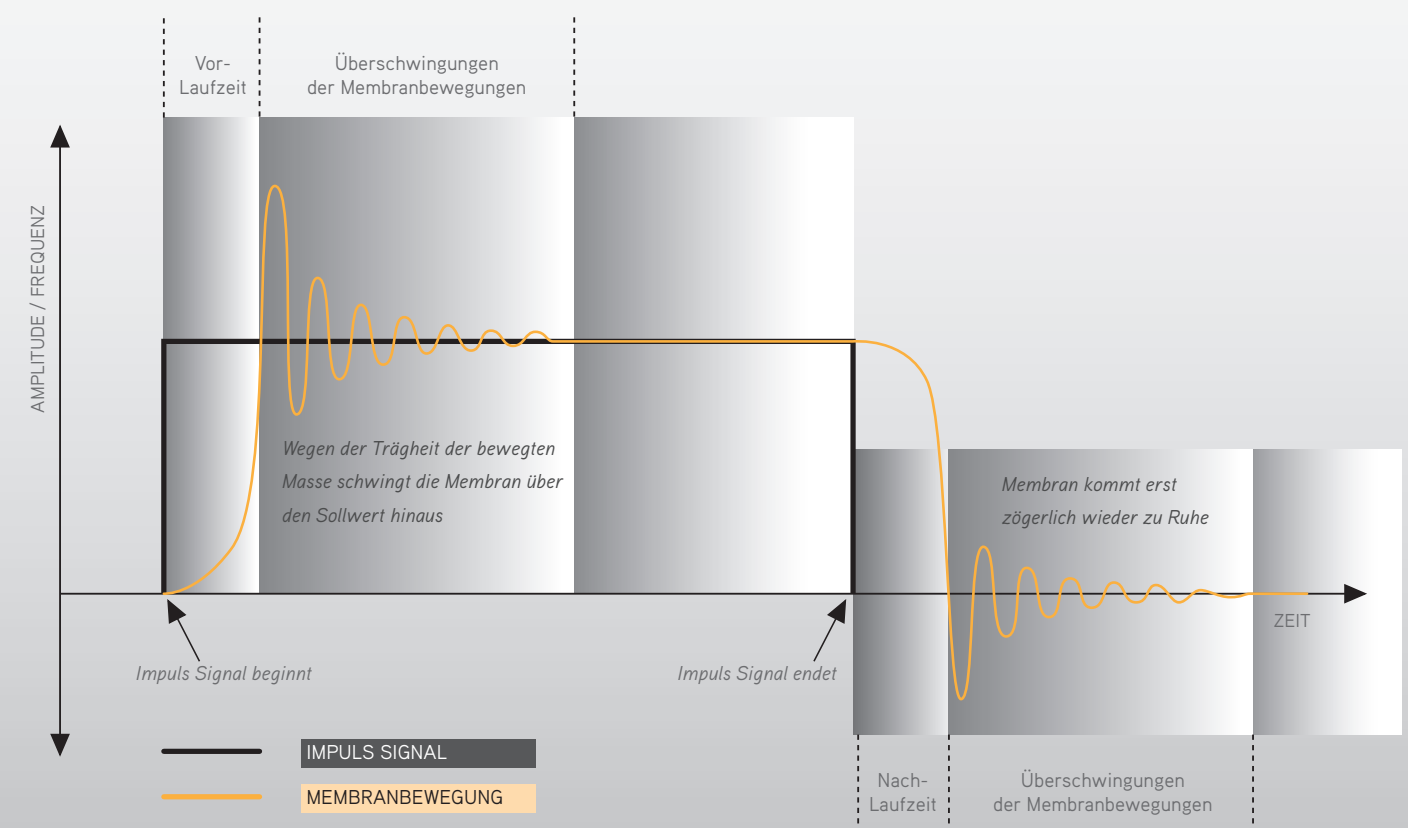 Vor-
Laufzeit
Überschwingungen
der Membranbewegungen
AMPLITUDE / FREQUENZ
Wegen der Trägheit der bewegten
Masse schwingt die Membran über
den Sollwert hinaus
Membran kommt erst
zögerlich wieder zu Ruhe
ZEIT
Impuls Signal beginnt
Impuls Signal endet
IMPULS SIGNAL
MEMBRANBEWEGUNG
Nach-
Laufzeit
Überschwingungen
der Membranbewegungen